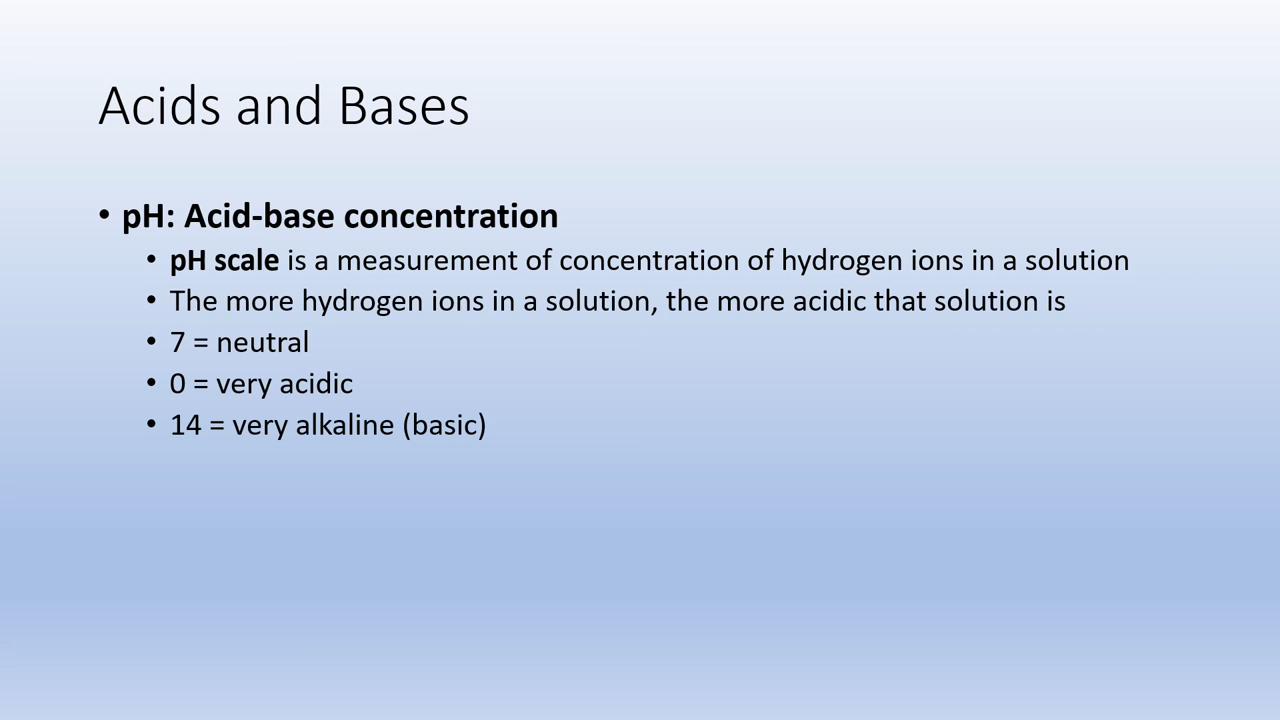 Acids and Bases
• pH: Acid-base concentration
• pH scale is a measurement of concentration of hydrogen ions in a solution
• The more hydrogen ions in a solution, the more acidic that solution is
• 7 = neutral
• 0 = very acidic
• 14 = very alkaline (basic)